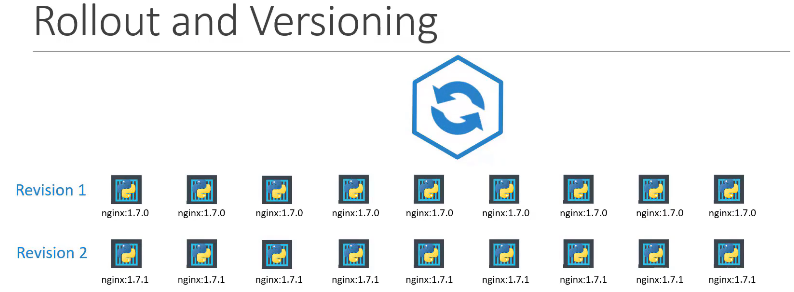 Rollout and Versioning
Revision 1
nginx:1.7.0 nginx:1.7.0 nginx:1.7.0 nginx:1.7.0 nginx:1.7.0 nginx:1.7.0 nginx:1.7.0 nginx:1.7.0 nginx:1.7.0
Revision 2
nginx:1.7.1 nginx:1.7.1 nginx:1.7.1 nginx:1.7.1 nginx:1.7.1 nginx:1.7.1 nginx:1.7.1 nginx:1.7.1 nginx:1.7.1